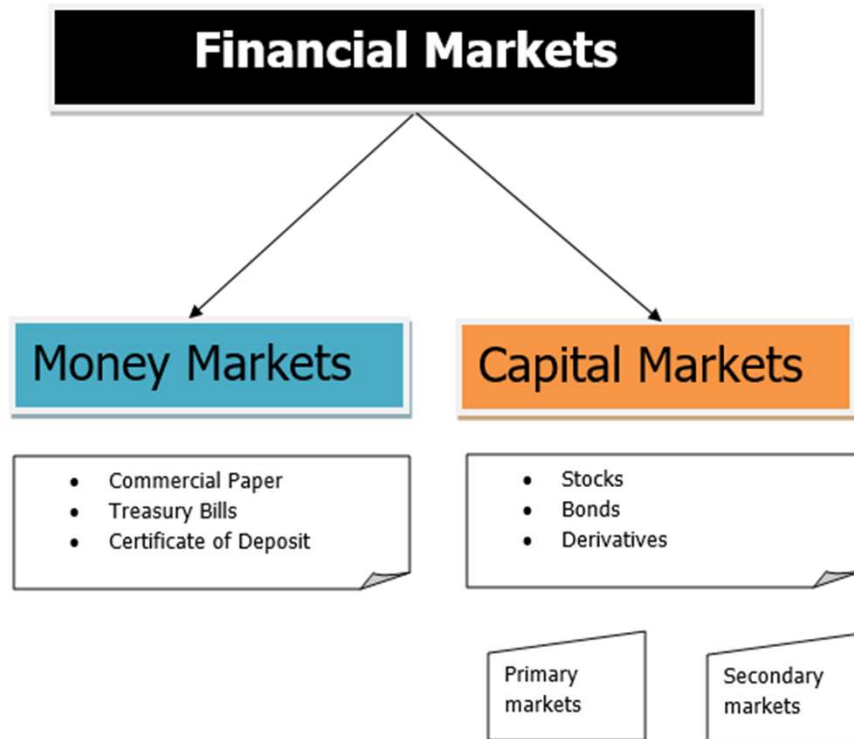 Financial Markets
Money Markets
Capital Markets
• Commercial Paper
• Treasury Bills
• Certificate of Deposit
• Stocks
• Bonds
• Derivatives
Primary
markets
Secondary
markets